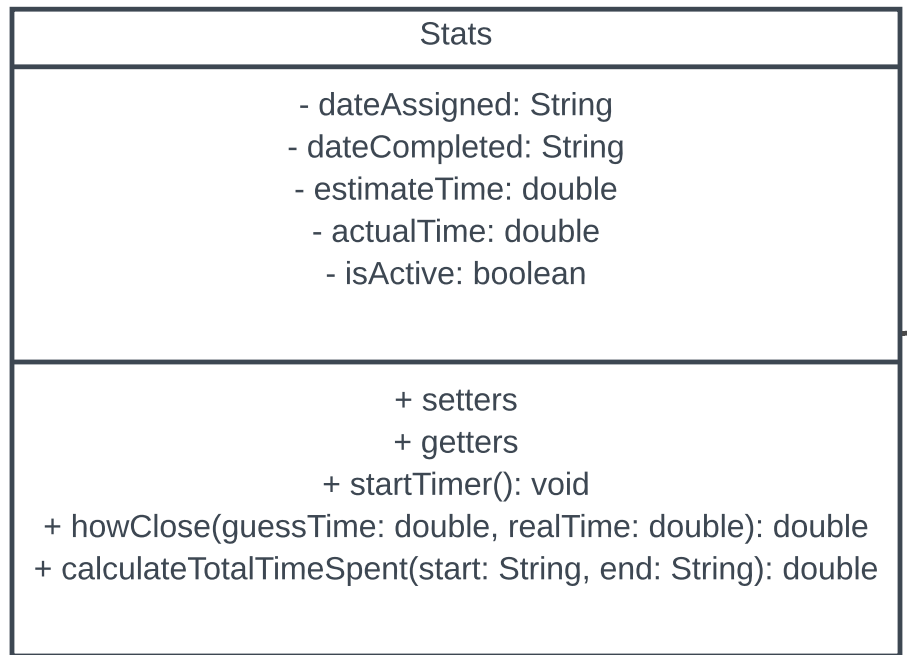 Stats
- dateAssigned: String
- dateCompleted: String
- estimateTime: double
- actualTime: double
- isActive: boolean
+ setters
+ getters
+ startTimer(): void
+ howClose(guessTime: double, realTime: double): double
+ calculateTotalTimeSpent(start: String, end: String): double